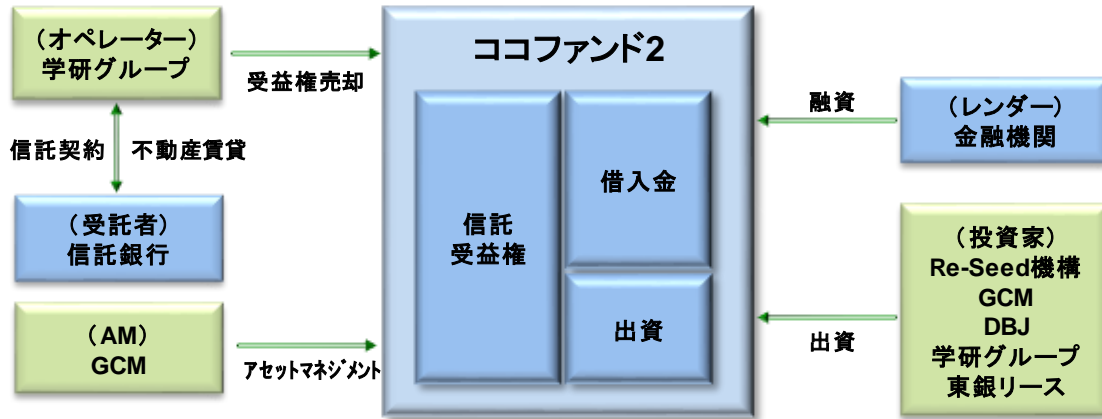 （オペレーター）
学研グループ
受益権売却
信託契約
不動産賃貸
（受託者）
信託銀行
（AM）
GCM
アセットマネジメント
ココファンド2
信託
受益権
借入金
出資
融資
（レンダー）
金融機関
出資
（投資家）
Re-Seed機構
GCM
DBJ
学研グループ
東銀リース